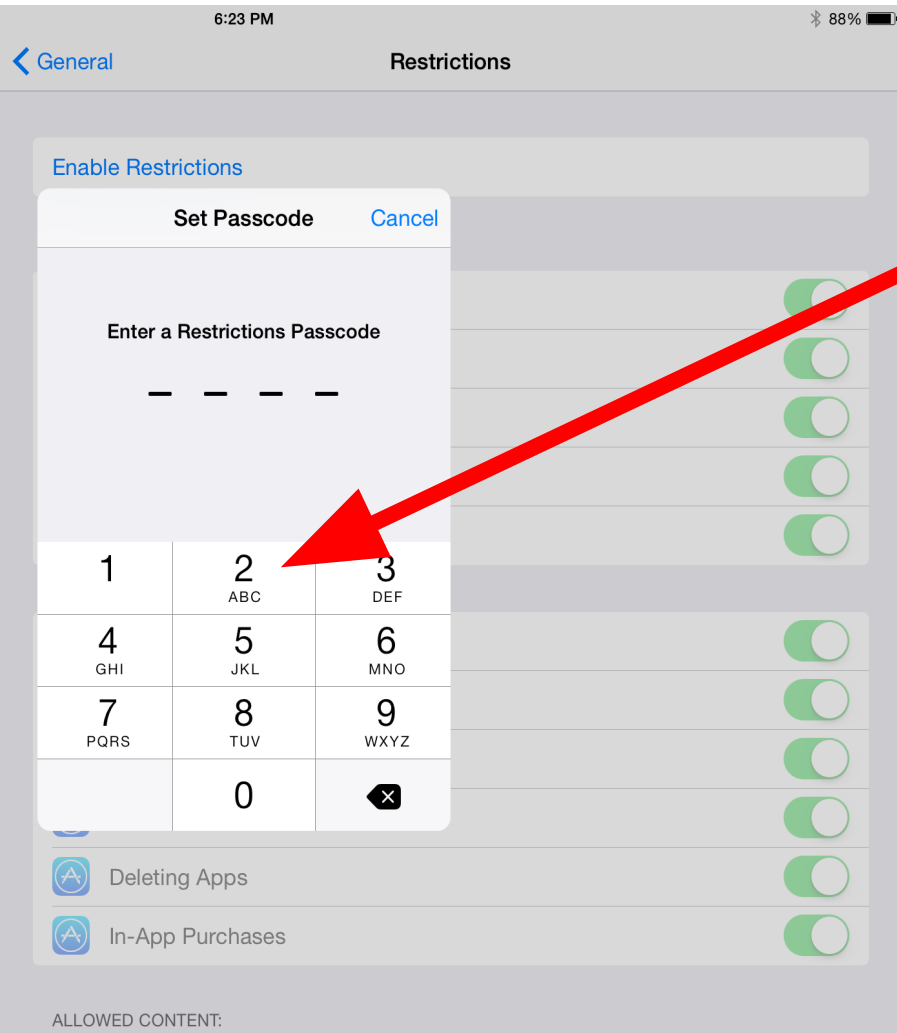 6:23 PM 88%
General Restrictions
Enable Restrictions
Set Passcode Cancel
Enter a Restrictions Passcode
1 2 3
ABC DEF
4 5 6
GHI JKL MNO
7 8 9
PQRS TUV WXYZ
0
Deleting Apps
In-App Purchases
ALLOWED CONTENT: